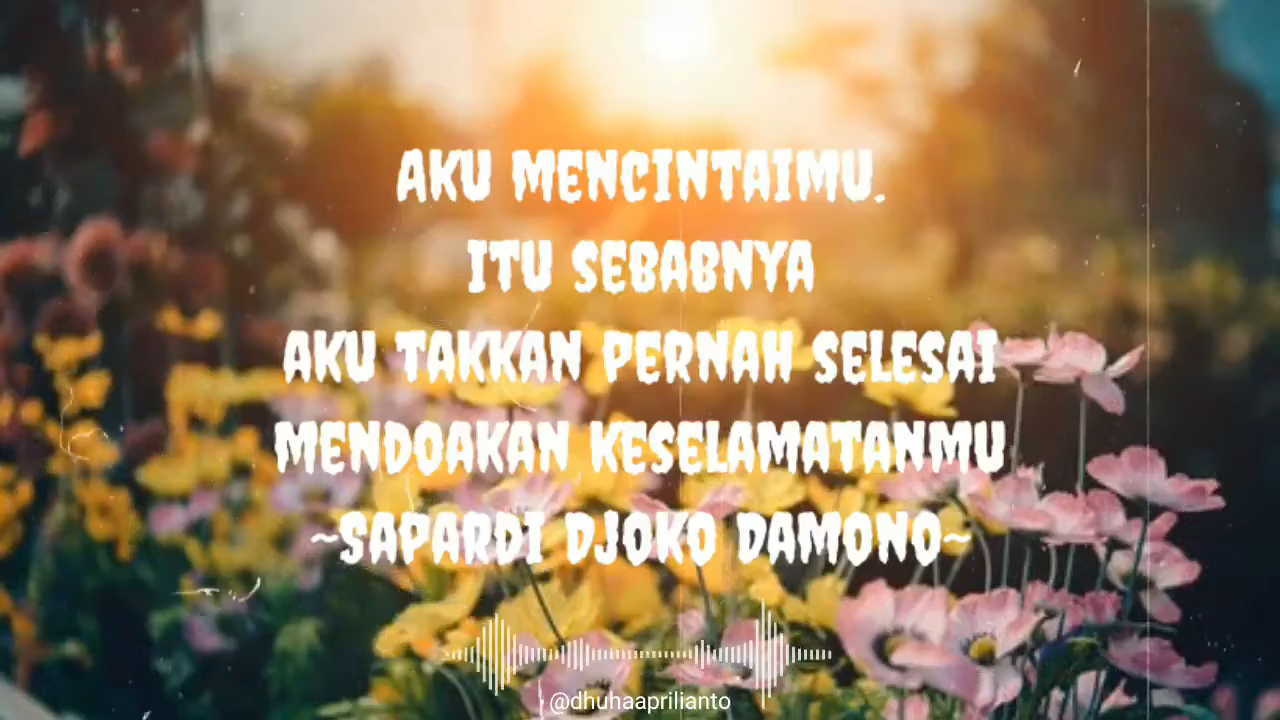 AKU MENCINTAIMU.
ITU SEBABNYA
AKU TAKKAN PERNAH SELESAI
MENDOAKAN KESELAMATANMU
~SAPARDI DJOKO DAMONO~
@dhuhaaprilianto